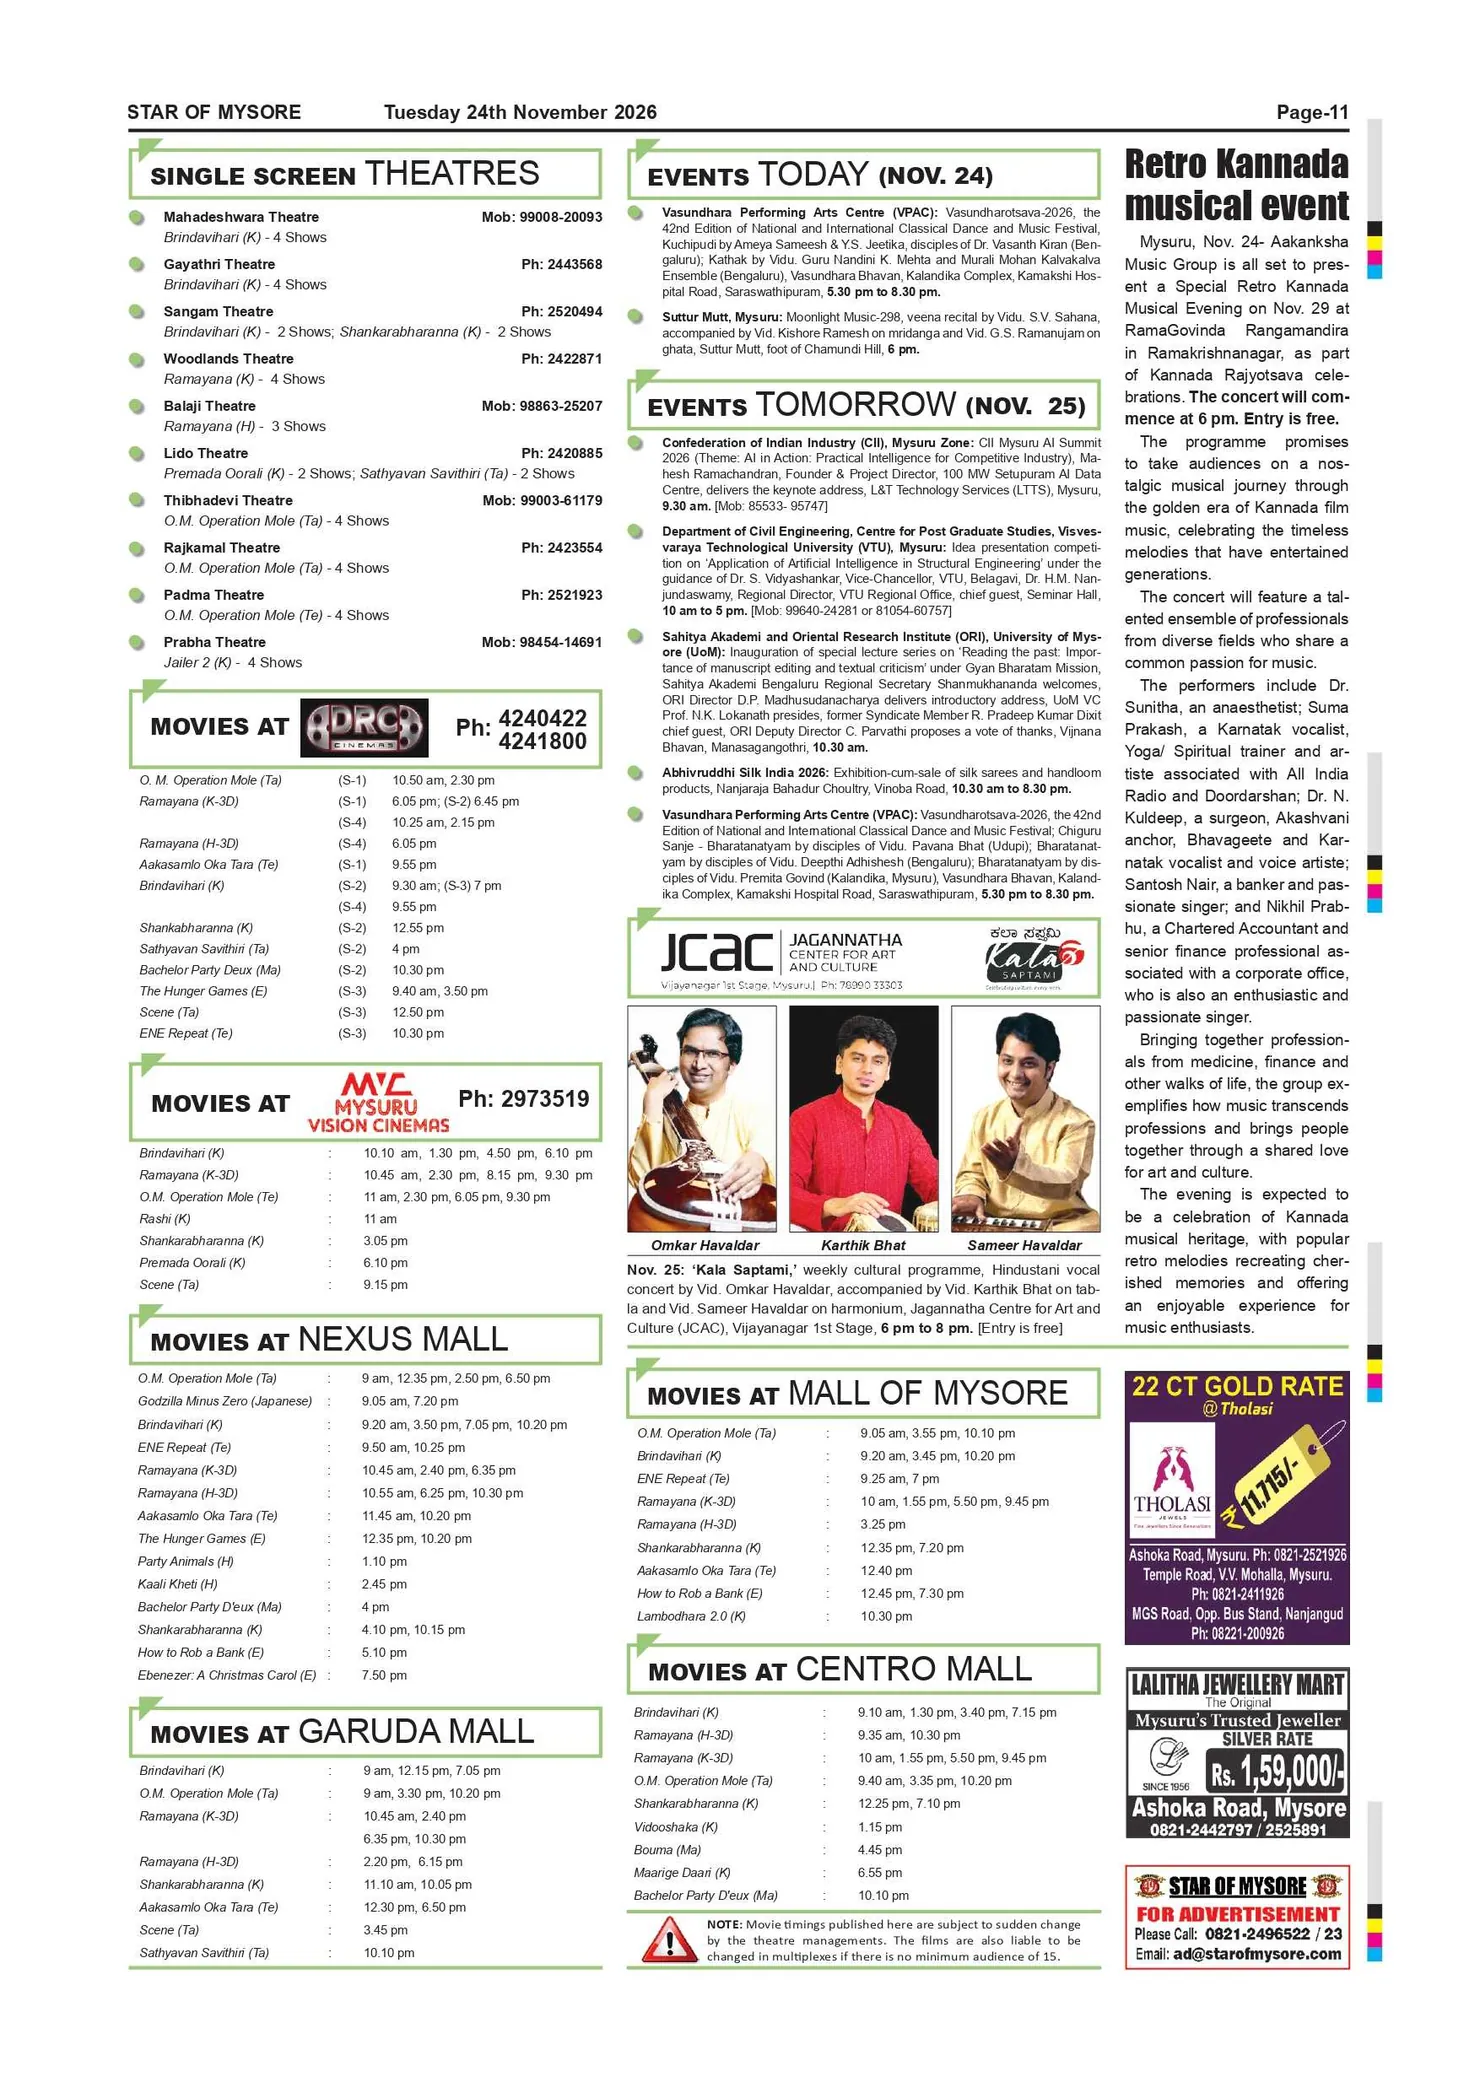 STAR OF MYSORE Tuesday 24th November 2026 Page-11
SINGLE SCREEN THEATRES
Mahadeshwara Theatre Mob: 99008-20093
Brindavihari (K) - 4 Shows
Gayathri Theatre Ph: 2443568
Brindavihari (K) - 4 Shows
Sangam Theatre Ph: 2520494
Brindavihari (K) - 2 Shows; Shankarabharanna (K) - 2 Shows
Woodlands Theatre Ph: 2422871
Ramayana (K) - 4 Shows
Balaji Theatre Mob: 98863-25207
Ramayana (H) - 3 Shows
Lido Theatre Ph: 2420885
Premada Oorali (K) - 2 Shows; Sathyavan Savithiri (Ta) - 2 Shows
Thibhadevi Theatre Mob: 99003-61179
O.M. Operation Mole (Ta) - 4 Shows
Rajkamal Theatre Ph: 2423554
O.M. Operation Mole (Ta) - 4 Shows
Padma Theatre Ph: 2521923
O.M. Operation Mole (Te) - 4 Shows
Prabha Theatre Mob: 98454-14691
Jailer 2 (K) - 4 Shows
MOVIES AT DRC CINEMAS Ph: 4240422
4241800
O. M. Operation Mole (Ta) (S-1) 10.50 am, 2.30 pm
Ramayana (K-3D) (S-1) 6.05 pm; (S-2) 6.45 pm
(S-4) 10.25 am, 2.15 pm
Ramayana (H-3D) (S-4) 6.05 pm
Aakasamlo Oka Tara (Te) (S-1) 9.55 pm
Brindavihari (K) (S-2) 9.30 am; (S-3) 7 pm
(S-4) 9.55 pm
Shankabharanna (K) (S-2) 12.55 pm
Sathyavan Savithiri (Ta) (S-2) 4 pm
Bachelor Party Deux (Ma) (S-2) 10.30 pm
The Hunger Games (E) (S-3) 9.40 am, 3.50 pm
Scene (Ta) (S-3) 12.50 pm
ENE Repeat (Te) (S-3) 10.30 pm
MOVIES AT MVC MYSURU VISION CINEMAS Ph: 2973519
Brindavihari (K) : 10.10 am, 1.30 pm, 4.50 pm, 6.10 pm
Ramayana (K-3D) : 10.45 am, 2.30 pm, 8.15 pm, 9.30 pm
O.M. Operation Mole (Te) : 11 am, 2.30 pm, 6.05 pm, 9.30 pm
Rashi (K) : 11 am
Shankarabharanna (K) : 3.05 pm
Premada Oorali (K) : 6.10 pm
Scene (Ta) : 9.15 pm
MOVIES AT NEXUS MALL
O.M. Operation Mole (Ta) : 9 am, 12.35 pm, 2.50 pm, 6.50 pm
Godzilla Minus Zero (Japanese) : 9.05 am, 7.20 pm
Brindavihari (K) : 9.20 am, 3.50 pm, 7.05 pm, 10.20 pm
ENE Repeat (Te) : 9.50 am, 10.25 pm
Ramayana (K-3D) : 10.45 am, 2.40 pm, 6.35 pm
Ramayana (H-3D) : 10.55 am, 6.25 pm, 10.30 pm
Aakasamlo Oka Tara (Te) : 11.45 am, 10.20 pm
The Hunger Games (E) : 12.35 pm, 10.20 pm
Party Animals (H) : 1.10 pm
Kaali Kheti (H) : 2.45 pm
Bachelor Party D'eux (Ma) : 4 pm
Shankarabharanna (K) : 4.10 pm, 10.15 pm
How to Rob a Bank (E) : 5.10 pm
Ebenezer: A Christmas Carol (E) : 7.50 pm
MOVIES AT GARUDA MALL
Brindavihari (K) : 9 am, 12.15 pm, 7.05 pm
O.M. Operation Mole (Ta) : 9 am, 3.30 pm, 10.20 pm
Ramayana (K-3D) : 10.45 am, 2.40 pm
6.35 pm, 10.30 pm
Ramayana (H-3D) : 2.20 pm, 6.15 pm
Shankarabharanna (K) : 11.10 am, 10.05 pm
Aakasamlo Oka Tara (Te) : 12.30 pm, 6.50 pm
Scene (Ta) : 3.45 pm
Sathyavan Savithiri (Ta) : 10.10 pm
EVENTS TODAY (NOV. 24)
Vasundhara Performing Arts Centre (VPAC): Vasundharotsava-2026, the
42nd Edition of National and International Classical Dance and Music Festival,
Kuchipudi by Ameya Sameesh & Y.S. Jeetika, disciples of Dr. Vasanth Kiran (Ben-
galuru); Kathak by Vidu. Guru Nandini K. Mehta and Murali Mohan Kalvakalva
Ensemble (Bengaluru), Vasundhara Bhavan, Kalandika Complex, Kamakshi Hos-
pital Road, Saraswathipuram, 5.30 pm to 8.30 pm.
Suttur Mutt, Mysuru: Moonlight Music-298, veena recital by Vidu. S.V. Sahana,
accompanied by Vid. Kishore Ramesh on mridanga and Vid. G.S. Ramanujam on
ghata, Suttur Mutt, foot of Chamundi Hill, 6 pm.
EVENTS TOMORROW (NOV. 25)
Confederation of Indian Industry (CII), Mysuru Zone: CII Mysuru AI Summit
2026 (Theme: AI in Action: Practical Intelligence for Competitive Industry), Ma-
hesh Ramachandran, Founder & Project Director, 100 MW Setupuram AI Data
Centre, delivers the keynote address, L&T Technology Services (LTTS), Mysuru,
9.30 am. [Mob: 85533- 95747]
Department of Civil Engineering, Centre for Post Graduate Studies, Visves-
varaya Technological University (VTU), Mysuru: Idea presentation competi-
tion on 'Application of Artificial Intelligence in Structural Engineering' under the
guidance of Dr. S. Vidyashankar, Vice-Chancellor, VTU, Belagavi, Dr. H.M. Nan-
jundaswamy, Regional Director, VTU Regional Office, chief guest, Seminar Hall,
10 am to 5 pm. [Mob: 99640-24281 or 81054-60757]
Sahitya Akademi and Oriental Research Institute (ORI), University of Mys-
ore (UoM): Inauguration of special lecture series on 'Reading the past: Impor-
tance of manuscript editing and textual criticism' under Gyan Bharatam Mission,
Sahitya Akademi Bengaluru Regional Secretary Shanmukhananda welcomes,
ORI Director D.P. Madhusudanacharya delivers introductory address, UoM VC
Prof. N.K. Lokanath presides, former Syndicate Member R. Pradeep Kumar Dixit
chief guest, ORI Deputy Director C. Parvathi proposes a vote of thanks, Vijnana
Bhavan, Manasagangothri, 10.30 am.
Abhivruddhi Silk India 2026: Exhibition-cum-sale of silk sarees and handloom
products, Nanjaraja Bahadur Choultry, Vinoba Road, 10.30 am to 8.30 pm.
Vasundhara Performing Arts Centre (VPAC): Vasundharotsava-2026, the 42nd
Edition of National and International Classical Dance and Music Festival; Chiguru
Sanje - Bharatanatyam by disciples of Vidu. Pavana Bhat (Udupi); Bharatanat-
yam by disciples of Vidu. Deepthi Adhishesh (Bengaluru); Bharatanatyam by dis-
ciples of Vidu. Premita Govind (Kalandika, Mysuru), Vasundhara Bhavan, Kaland-
ika Complex, Kamakshi Hospital Road, Saraswathipuram, 5.30 pm to 8.30 pm.
JCAC JAGANNATHA
CENTER FOR ART
AND CULTURE
Vijayanagar 1st Stage, Mysuru.| Ph: 78990 33303
ಕಲಾ ಸಪ್ತಮಿ
Kala
SAPTAMI
Omkar Havaldar Karthik Bhat Sameer Havaldar
Nov. 25: 'Kala Saptami,' weekly cultural programme, Hindustani vocal
concert by Vid. Omkar Havaldar, accompanied by Vid. Karthik Bhat on tab-
la and Vid. Sameer Havaldar on harmonium, Jagannatha Centre for Art and
Culture (JCAC), Vijayanagar 1st Stage, 6 pm to 8 pm. [Entry is free]
MOVIES AT MALL OF MYSORE
O.M. Operation Mole (Ta) : 9.05 am, 3.55 pm, 10.10 pm
Brindavihari (K) : 9.20 am, 3.45 pm, 10.20 pm
ENE Repeat (Te) : 9.25 am, 7 pm
Ramayana (K-3D) : 10 am, 1.55 pm, 5.50 pm, 9.45 pm
Ramayana (H-3D) : 3.25 pm
Shankarabharanna (K) : 12.35 pm, 7.20 pm
Aakasamlo Oka Tara (Te) : 12.40 pm
How to Rob a Bank (E) : 12.45 pm, 7.30 pm
Lambodhara 2.0 (K) : 10.30 pm
MOVIES AT CENTRO MALL
Brindavihari (K) : 9.10 am, 1.30 pm, 3.40 pm, 7.15 pm
Ramayana (H-3D) : 9.35 am, 10.30 pm
Ramayana (K-3D) : 10 am, 1.55 pm, 5.50 pm, 9.45 pm
O.M. Operation Mole (Ta) : 9.40 am, 3.35 pm, 10.20 pm
Shankarabharanna (K) : 12.25 pm, 7.10 pm
Vidooshaka (K) : 1.15 pm
Bouma (Ma) : 4.45 pm
Maarige Daari (K) : 6.55 pm
Bachelor Party D'eux (Ma) : 10.10 pm
NOTE: Movie timings published here are subject to sudden change
by the theatre managements. The films are also liable to be
changed in multiplexes if there is no minimum audience of 15.
Retro Kannada
musical event
Mysuru, Nov. 24- Aakanksha
Music Group is all set to pres-
ent a Special Retro Kannada
Musical Evening on Nov. 29 at
RamaGovinda Rangamandira
in Ramakrishnanagar, as part
of Kannada Rajyotsava cele-
brations. The concert will com-
mence at 6 pm. Entry is free.
The programme promises
to take audiences on a nos-
talgic musical journey through
the golden era of Kannada film
music, celebrating the timeless
melodies that have entertained
generations.
The concert will feature a tal-
ented ensemble of professionals
from diverse fields who share a
common passion for music.
The performers include Dr.
Sunitha, an anaesthetist; Suma
Prakash, a Karnatak vocalist,
Yoga/ Spiritual trainer and ar-
tiste associated with All India
Radio and Doordarshan; Dr. N.
Kuldeep, a surgeon, Akashvani
anchor, Bhavageete and Kar-
natak vocalist and voice artiste;
Santosh Nair, a banker and pas-
sionate singer; and Nikhil Prab-
hu, a Chartered Accountant and
senior finance professional as-
sociated with a corporate office,
who is also an enthusiastic and
passionate singer.
Bringing together profession-
als from medicine, finance and
other walks of life, the group ex-
emplifies how music transcends
professions and brings people
together through a shared love
for art and culture.
The evening is expected to
be a celebration of Kannada
musical heritage, with popular
retro melodies recreating cher-
ished memories and offering
an enjoyable experience for
music enthusiasts.
22 CT GOLD RATE
@ Tholasi
₹ 11,715/-
THOLASI
JEWELS
Fine Jewellers Since Generations
Ashoka Road, Mysuru. Ph: 0821-2521926
Temple Road, V.V. Mohalla, Mysuru.
Ph: 0821-2411926
MGS Road, Opp. Bus Stand, Nanjangud
Ph: 08221-200926
LALITHA JEWELLERY MART
The Original
Mysuru's Trusted Jeweller
SILVER RATE
SINCE 1956 Rs. 1,59,000/-
Ashoka Road, Mysore
0821-2442797 / 2525891
STAR OF MYSORE
FOR ADVERTISEMENT
Please Call: 0821-2496522 / 23
Email: ad@starofmysore.com